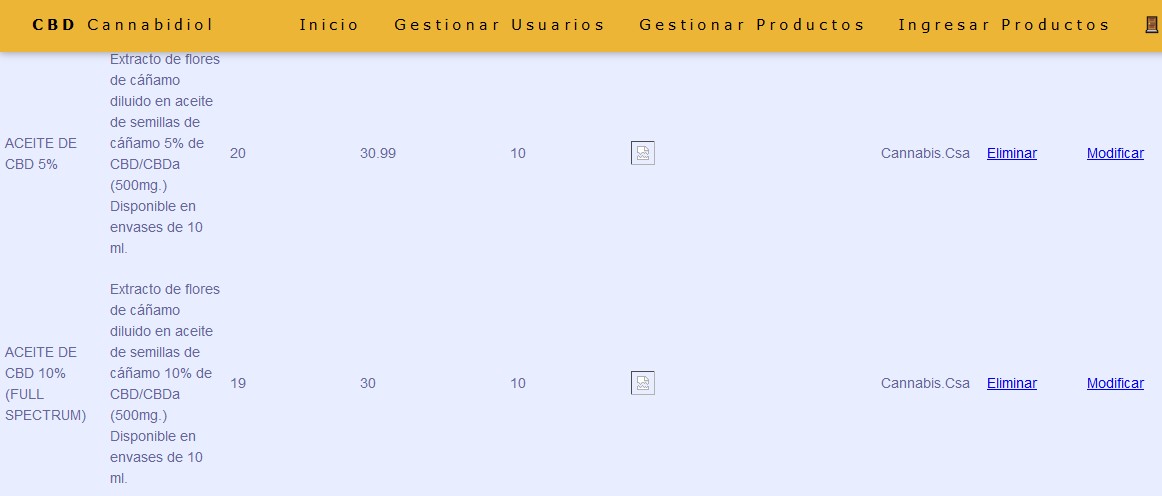 CBD Cannabidiol Inicio Gestionar Usuarios Gestionar Productos Ingresar Productos
Extracto de flores
de cáñamo
diluido en aceite
de semillas de
ACEITE DE
CBD 5%
cáñamo 5% de
CBD/CBDa
(500mg.)
Disponible en
envases de 10
ml.
20 30.99 10 Cannabis.Csa Eliminar Modificar
ACEITE DE
CBD 10%
(FULL
SPECTRUM)
Extracto de flores
de cáñamo
diluido en aceite
de semillas de
cáñamo 10% de
CBD/CBDa
(500mg.)
Disponible en
envases de 10
ml.
19 30 10 Cannabis.Csa Eliminar Modificar